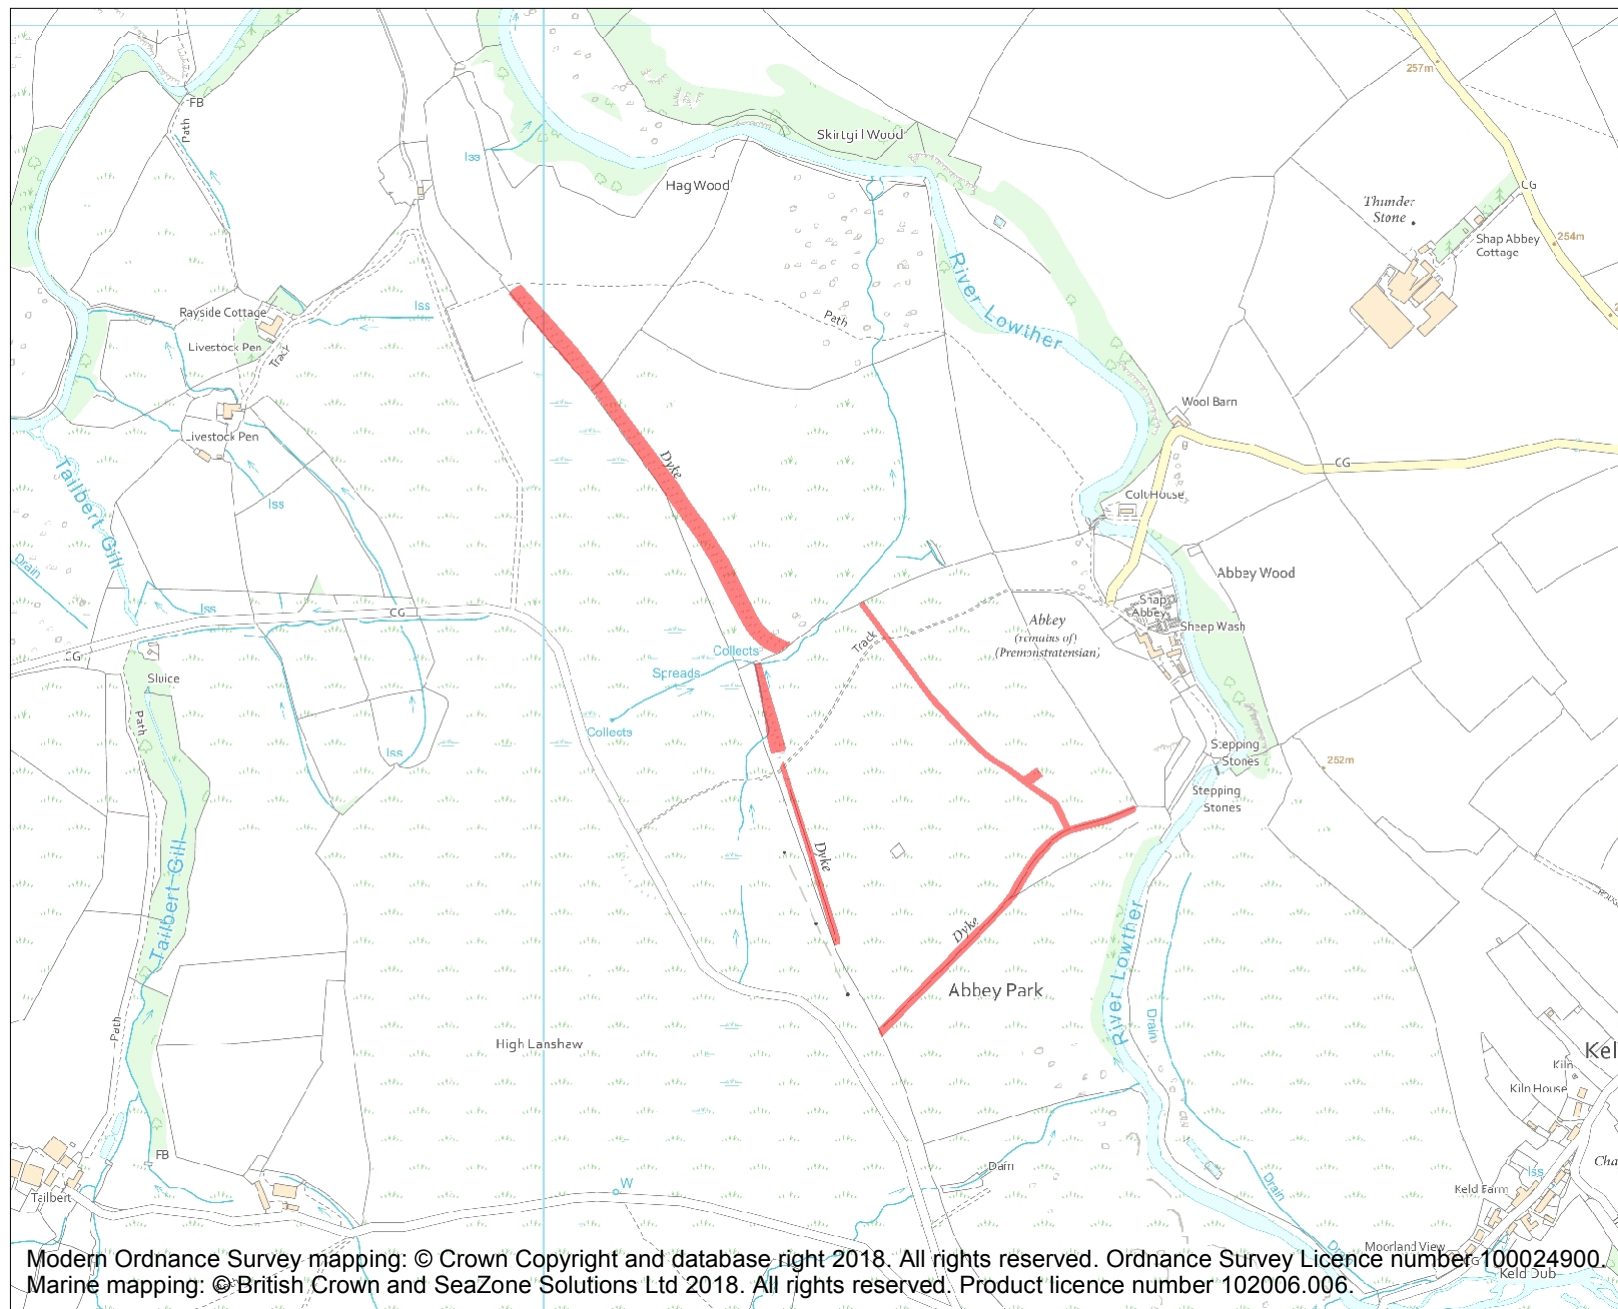 257m
FB
Path
Iss
Skirtgill Wood
Hag Wood
CG
Thunder
Stone
254m
Shap Abbey
Cottage
River Lowther
Iss
Rayside Cottage
Path
Livestock Pen
Track
Wool Barn
Livestock Pen
CG
Dyke
Tailbert Gill
Colt House
Iss
Drain
Abbey Wood
Shap
Abbey
Iss
CG
Abbey
(remains of)
(Premonstratensian)
Sheep Wash
Track
Collects
CG
Spreads
Sluice
Path
Collects
Iss
Stepping
Stones
252m
Stepping
Stones
Dyke
Tailbert Gill
Dyke
River Lowther
Abbey Park
Drain
Path
High Lanshaw
Kel
Kiln
Kiln House
FB
Dam
Cha
Iss
W
Drain
Keld Farm
Tailbert
Moorland View
CG
Keld Dub
Modern Ordnance Survey mapping: © Crown Copyright and database right 2018. All rights reserved. Ordnance Survey Licence number 100024900.
Marine mapping: © British Crown and SeaZone Solutions Ltd 2018. All rights reserved. Product licence number 102006.006.